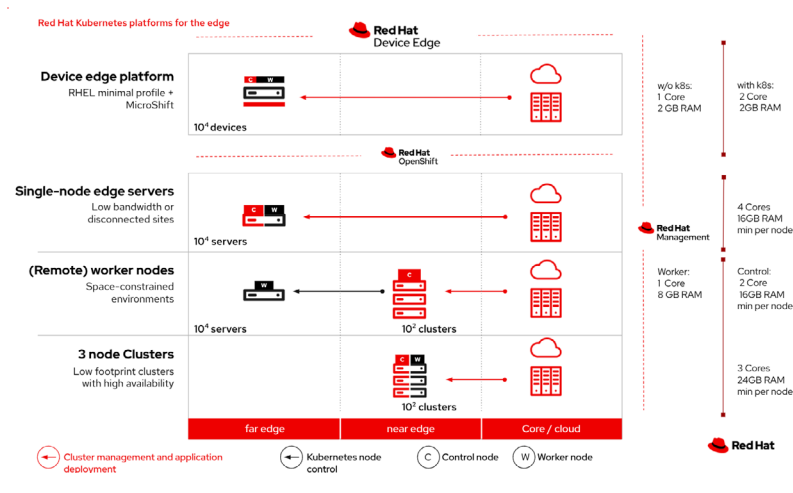 Red Hat Kubernetes platforms for the edge
Red Hat
Device Edge
Device edge platform
RHEL minimal profile +
MicroShift
C W
10⁴ devices
w/o k8s:
1 Core
2 GB RAM
with k8s:
2 Core
2GB RAM
Red Hat
OpenShift
Single-node edge servers
Low bandwidth or
disconnected sites
C W
10⁴ servers
4 Cores
16GB RAM
min per node
Red Hat
Management
(Remote) worker nodes
Space-constrained
environments
W
C
10⁴ servers
10² clusters
Worker:
1 Core
8 GB RAM
Control:
2 Core
16GB RAM
min per node
3 node Clusters
Low footprint clusters
with high availability
C W
10² clusters
3 Cores
24GB RAM
min per node
far edge
near edge
Core / cloud
Cluster management and application
deployment
Kubernetes node
control
C Control node
W Worker node
Red Hat